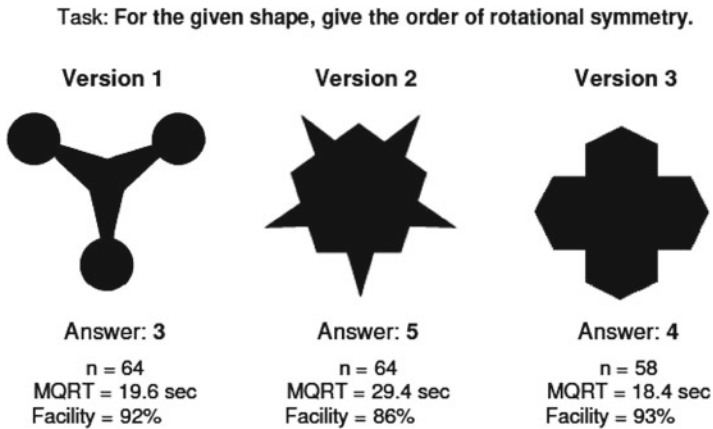 Task: For the given shape, give the order of rotational symmetry.
Version 1
Version 2
Version 3
Answer: 3
Answer: 5
Answer: 4
n = 64
MQRT = 19.6 sec
Facility = 92%
n = 64
MQRT = 29.4 sec
Facility = 86%
n = 58
MQRT = 18.4 sec
Facility = 93%